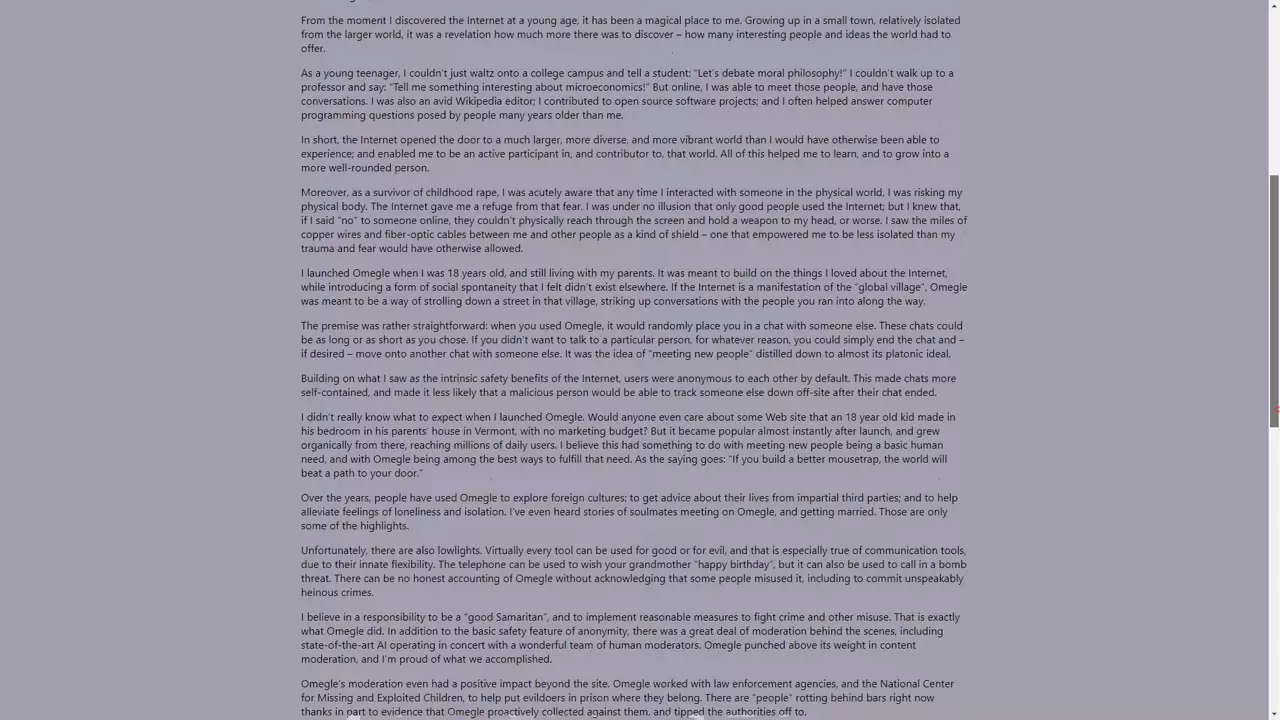 From the moment I discovered the Internet at a young age, it has been a magical place to me. Growing up in a small town, relatively isolated
from the larger world, it was a revelation how much more there was to discover – how many interesting people and ideas the world had to
offer.
As a young teenager, I couldn't just waltz onto a college campus and tell a student: "Let's debate moral philosophy!" I couldn't walk up to a
professor and say: "Tell me something interesting about microeconomics!" But online, I was able to meet those people, and have those
conversations. I was also an avid Wikipedia editor; I contributed to open source software projects; and I often helped answer computer
programming questions posed by people many years older than me.
In short, the Internet opened the door to a much larger, more diverse, and more vibrant world than I would have otherwise been able to
experience; and enabled me to be an active participant in, and contributor to, that world. All of this helped me to learn, and to grow into a
more well-rounded person.
Moreover, as a survivor of childhood rape, I was acutely aware that any time I interacted with someone in the physical world, I was risking my
physical body. The Internet gave me a refuge from that fear. I was under no illusion that only good people used the Internet; but I knew that,
if I said "no" to someone online, they couldn't physically reach through the screen and hold a weapon to my head, or worse. I saw the miles of
copper wires and fiber-optic cables between me and other people as a kind of shield – one that empowered me to be less isolated than my
trauma and fear would have otherwise allowed.
I launched Omegle when I was 18 years old, and still living with my parents. It was meant to build on the things I loved about the Internet,
while introducing a form of social spontaneity that I felt didn't exist elsewhere. If the Internet is a manifestation of the "global village", Omegle
was meant to be a way of strolling down a street in that village, striking up conversations with the people you ran into along the way.
The premise was rather straightforward: when you used Omegle, it would randomly place you in a chat with someone else. These chats could
be as long or as short as you chose. If you didn't want to talk to a particular person, for whatever reason, you could simply end the chat and –
if desired – move onto another chat with someone else. It was the idea of "meeting new people" distilled down to almost its platonic ideal.
Building on what I saw as the intrinsic safety benefits of the Internet, users were anonymous to each other by default. This made chats more
self-contained, and made it less likely that a malicious person would be able to track someone else down off-site after their chat ended.
I didn't really know what to expect when I launched Omegle. Would anyone even care about some Web site that an 18 year old kid made in
his bedroom in his parents' house in Vermont, with no marketing budget? But it became popular almost instantly after launch, and grew
organically from there, reaching millions of daily users. I believe this had something to do with meeting new people being a basic human
need, and with Omegle being among the best ways to fulfill that need. As the saying goes: "If you build a better mousetrap, the world will
beat a path to your door."
Over the years, people have used Omegle to explore foreign cultures; to get advice about their lives from impartial third parties; and to help
alleviate feelings of loneliness and isolation. I've even heard stories of soulmates meeting on Omegle, and getting married. Those are only
some of the highlights.
Unfortunately, there are also lowlights. Virtually every tool can be used for good or for evil, and that is especially true of communication tools,
due to their innate flexibility. The telephone can be used to wish your grandmother "happy birthday", but it can also be used to call in a bomb
threat. There can be no honest accounting of Omegle without acknowledging that some people misused it, including to commit unspeakably
heinous crimes.
I believe in a responsibility to be a "good Samaritan", and to implement reasonable measures to fight crime and other misuse. That is exactly
what Omegle did. In addition to the basic safety feature of anonymity, there was a great deal of moderation behind the scenes, including
state-of-the-art AI operating in concert with a wonderful team of human moderators. Omegle punched above its weight in content
moderation, and I'm proud of what we accomplished.
Omegle's moderation even had a positive impact beyond the site. Omegle worked with law enforcement agencies, and the National Center
for Missing and Exploited Children, to help put evildoers in prison where they belong. There are "people" rotting behind bars right now
thanks in part to evidence that Omegle proactively collected against them, and tipped the authorities off to.